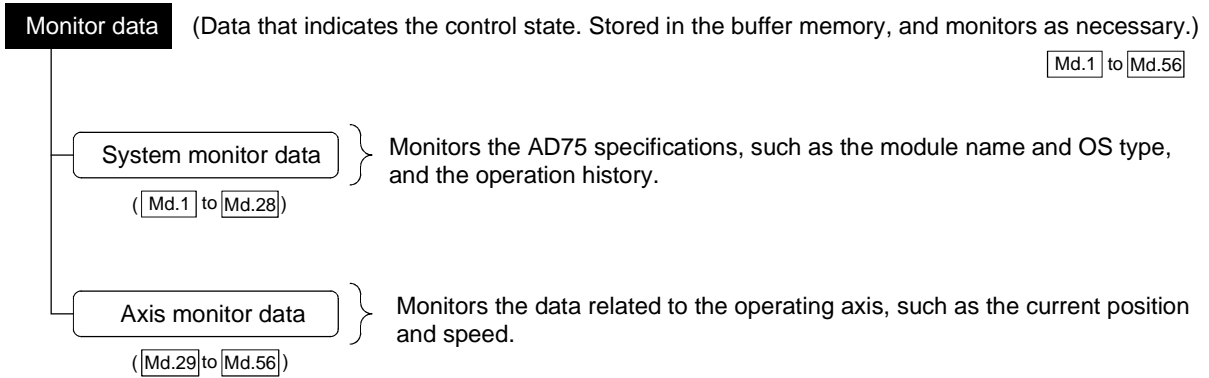 Monitor data (Data that indicates the control state. Stored in the buffer memory, and monitors as necessary.)
Md.1 to Md.56
System monitor data
Monitors the AD75 specifications, such as the module name and OS type,
and the operation history.
( Md.1 to Md.28 )
Axis monitor data
Monitors the data related to the operating axis, such as the current position
and speed.
( Md.29 to Md.56 )